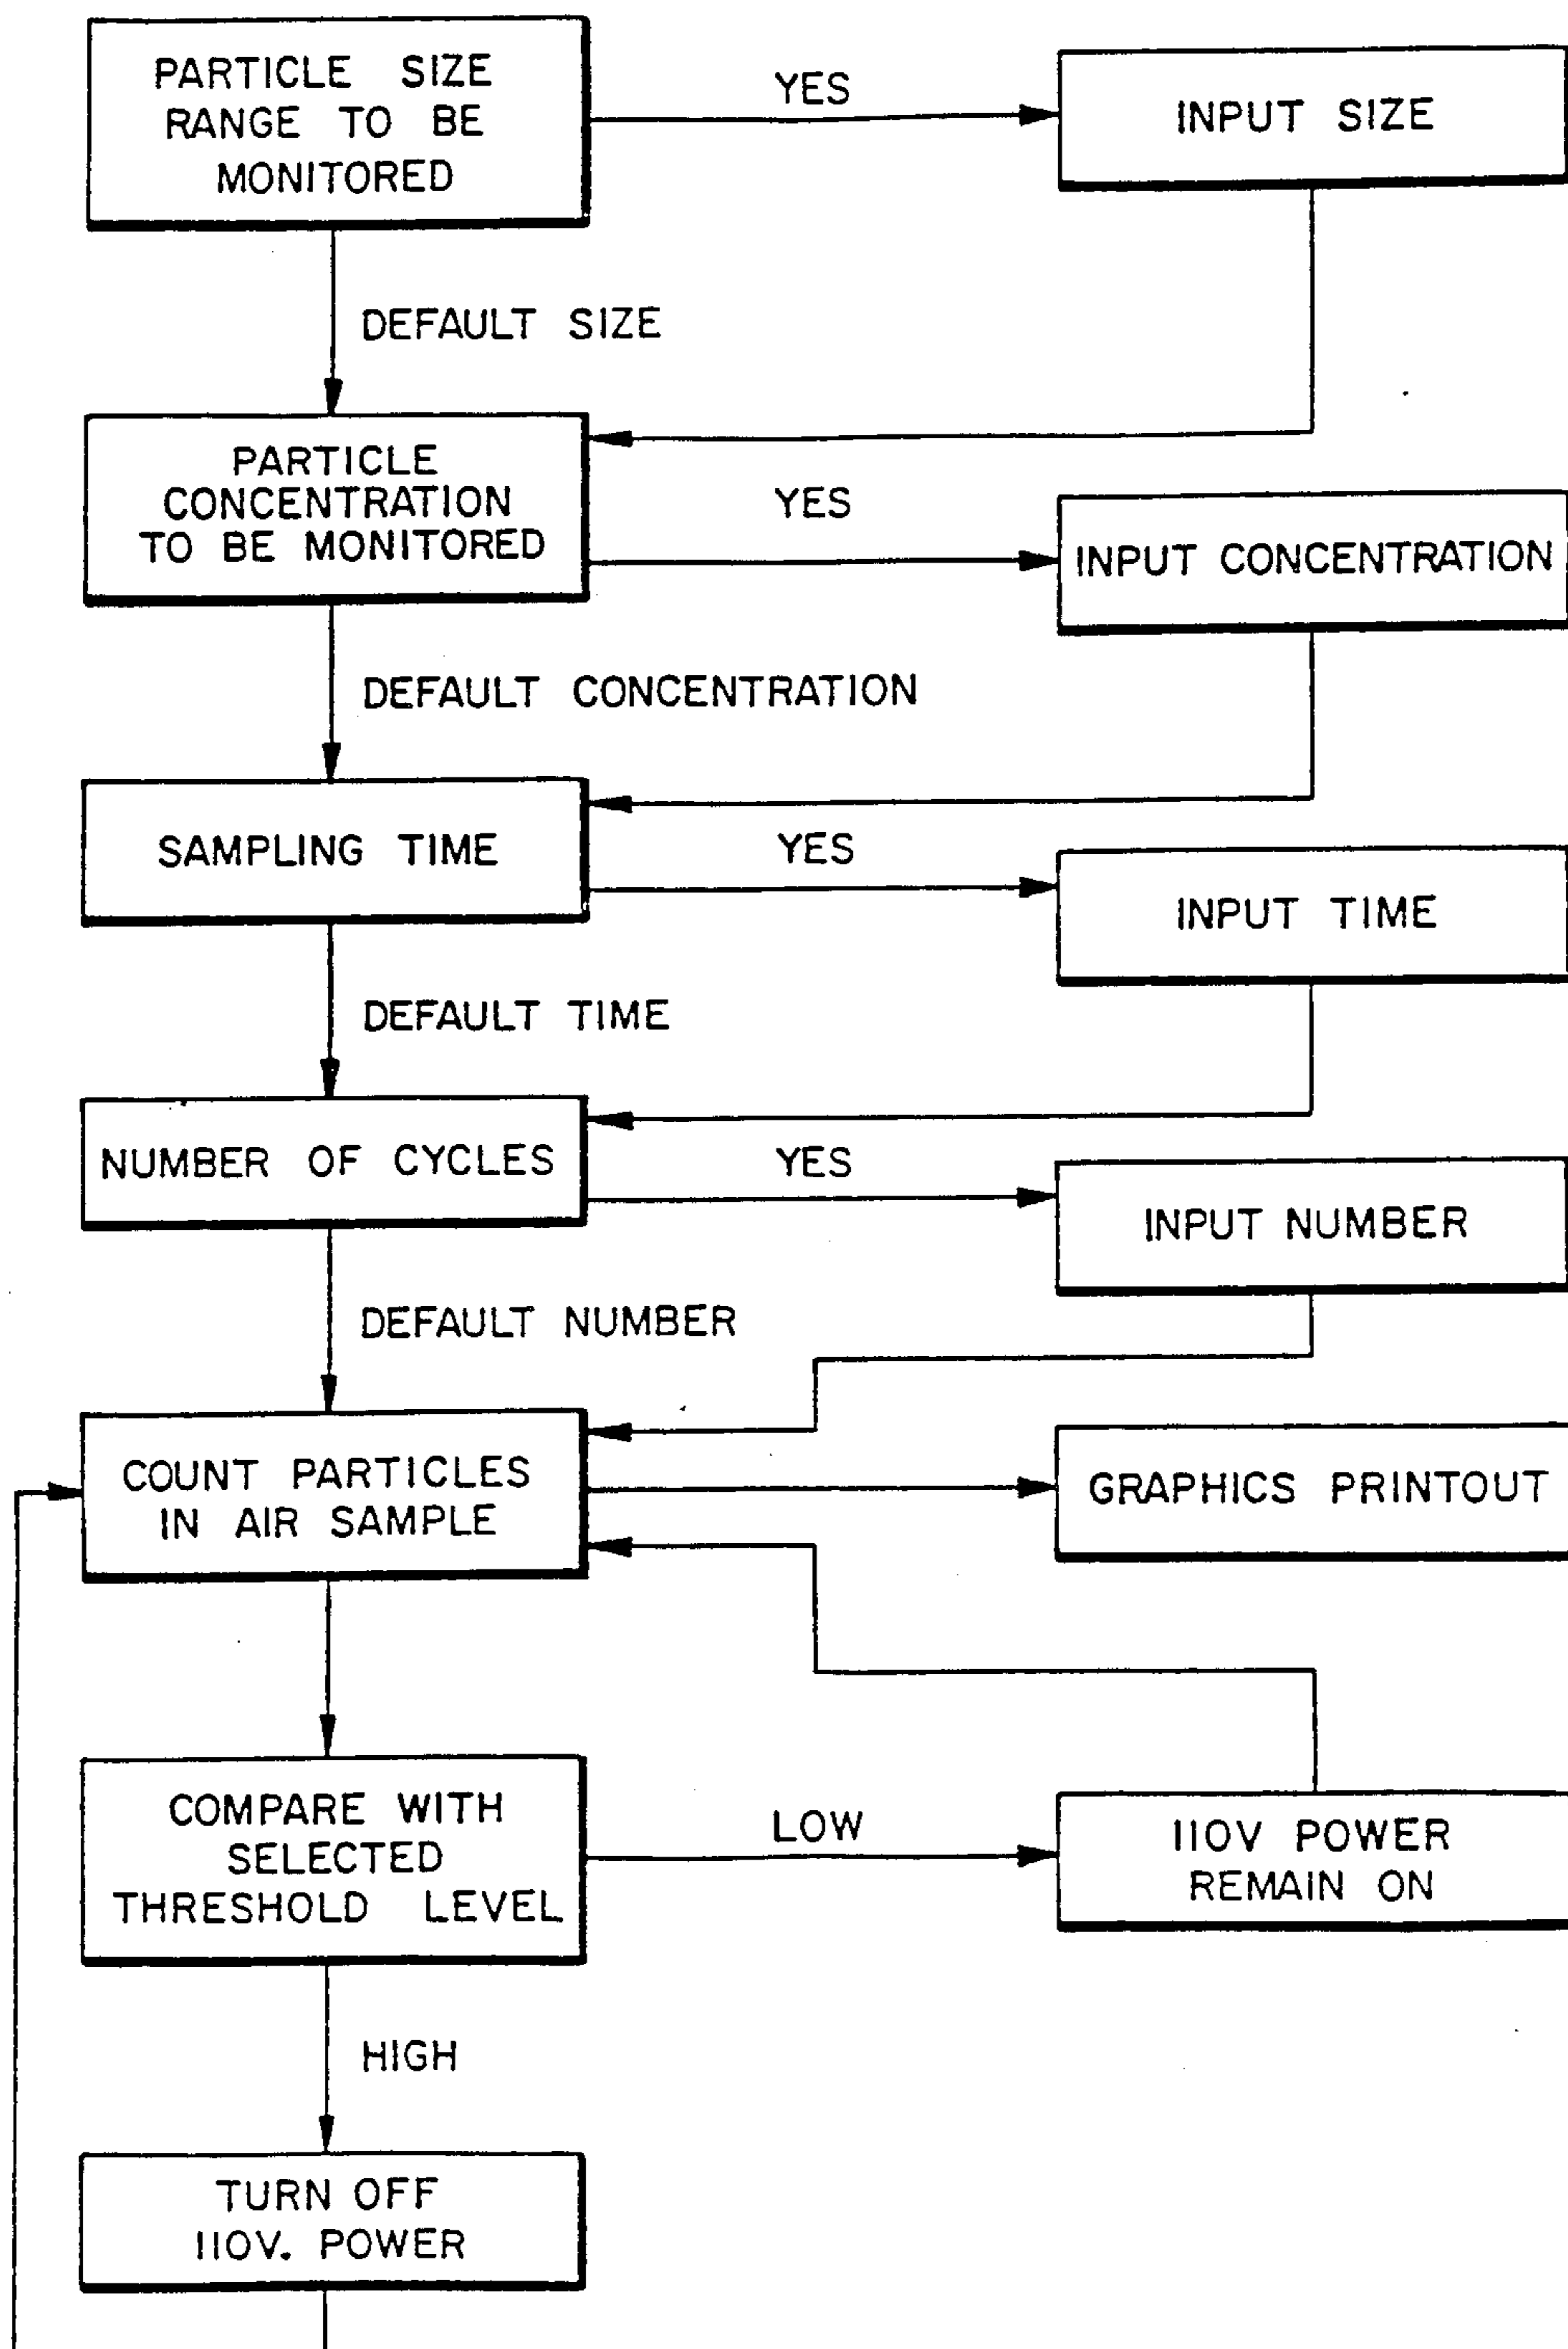 PARTICLE SIZE
RANGE TO BE
MONITORED
YES
INPUT SIZE
DEFAULT SIZE
PARTICLE
CONCENTRATION
TO BE MONITORED
YES
INPUT CONCENTRATION
DEFAULT CONCENTRATION
SAMPLING TIME
YES
INPUT TIME
DEFAULT TIME
NUMBER OF CYCLES
YES
INPUT NUMBER
DEFAULT NUMBER
COUNT PARTICLES
IN AIR SAMPLE
GRAPHICS PRINTOUT
COMPARE WITH
SELECTED
THRESHOLD LEVEL
LOW
110V POWER
REMAIN ON
HIGH
TURN OFF
110V. POWER